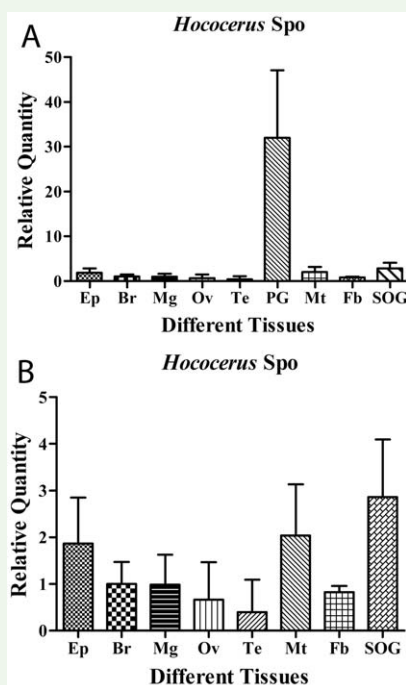 A
Hococerus Spo
Relative Quantity
50
40
30
20
10
0
Ep Br Mg Ov Te PG Mt Fb SOG
Different Tissues
B
Hococerus Spo
Relative Quantity
5
4
3
2
1
0
Ep Br Mg Ov Te Mt Fb SOG
Different Tissues